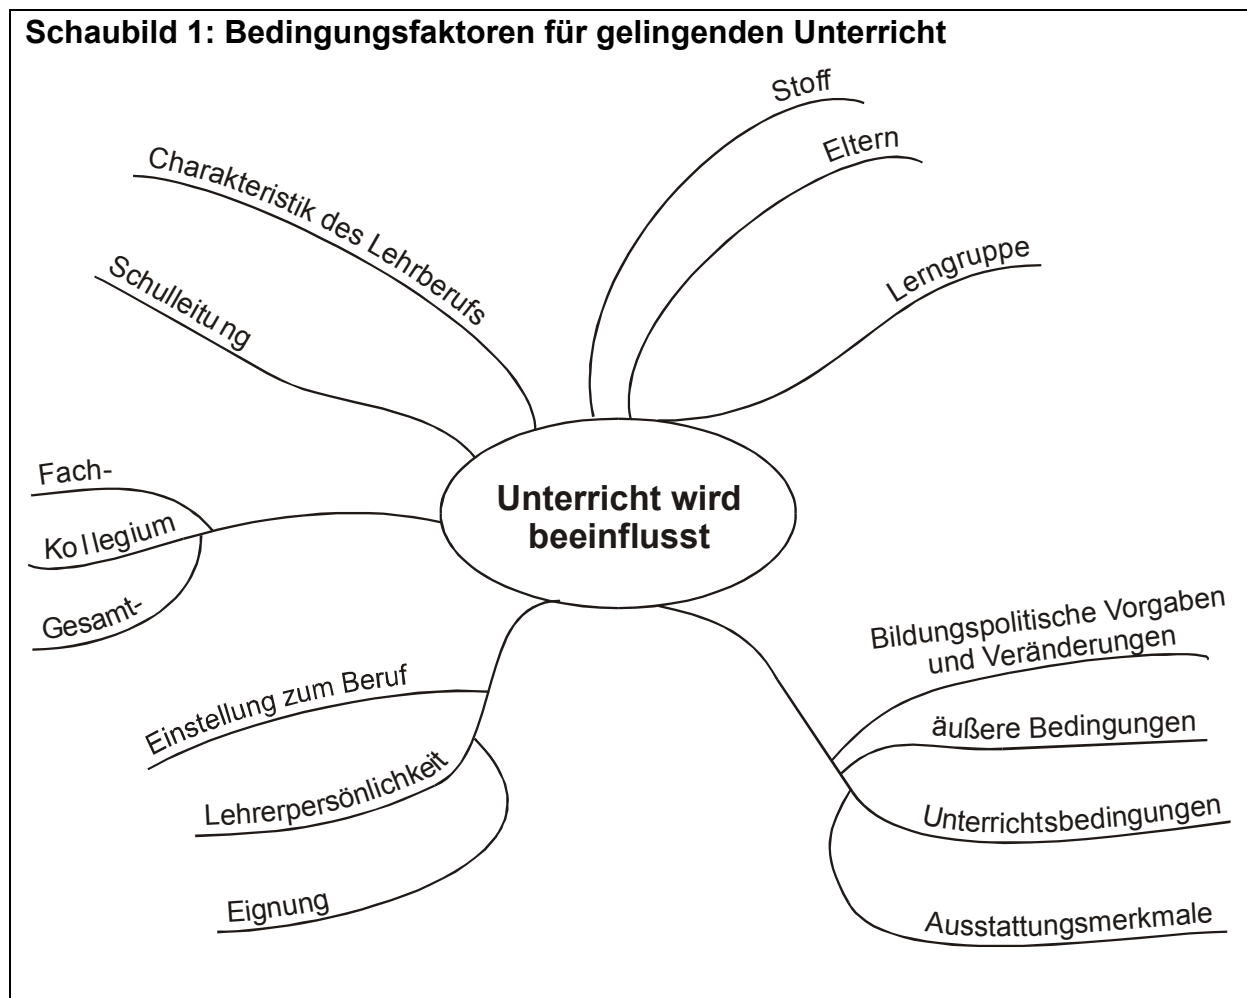 Schaubild 1: Bedingungsfaktoren für gelingenden Unterricht
Stoff
Eltern
Charakteristik des Lehrberufs
Lerngruppe
Schulleitung
Fach-
Kollegium
Gesamt-
Unterricht wird
beeinflusst
Bildungspolitische Vorgaben
und Veränderungen
Einstellung zum Beruf
äußere Bedingungen
Lehrerpersönlichkeit
Unterrichtsbedingungen
Eignung
Ausstattungsmerkmale